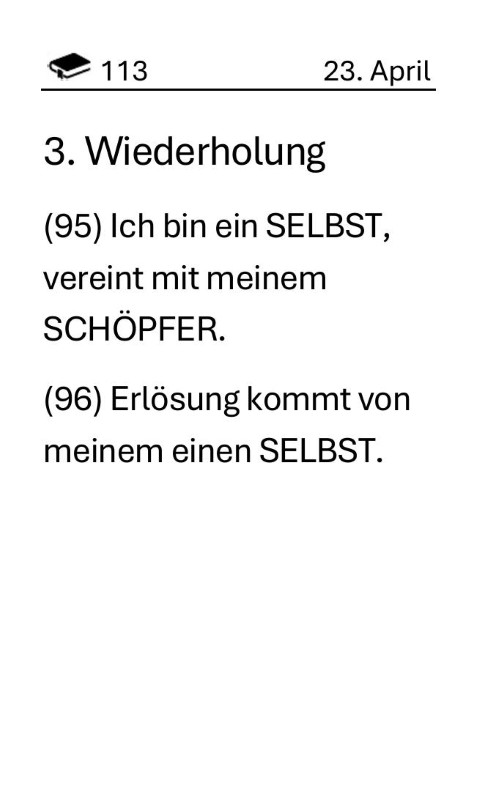 113 23. April
3. Wiederholung
(95) Ich bin ein SELBST,
vereint mit meinem
SCHÖPFER.
(96) Erlösung kommt von
meinem einen SELBST.